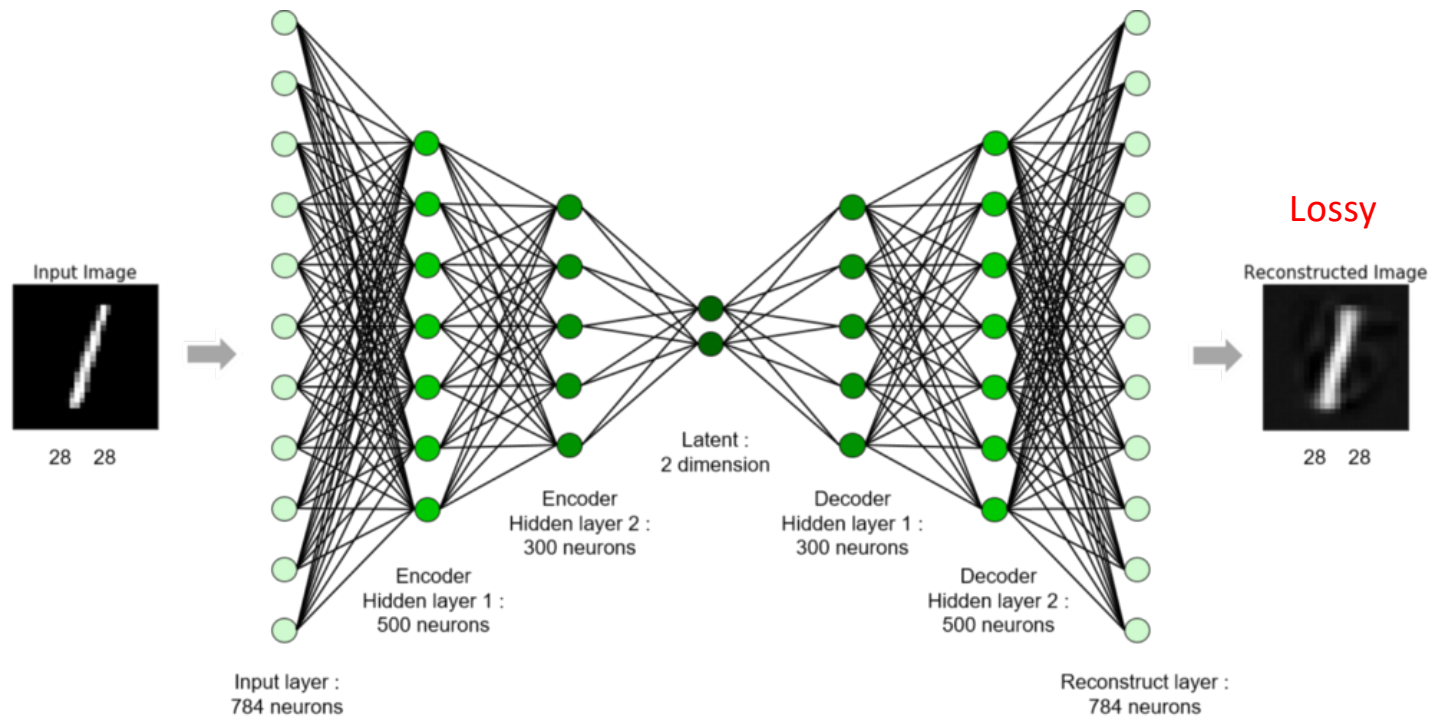 Lossy
Input Image
28 28
Reconstructed Image
28 28
Latent :
2 dimension
Encoder
Hidden layer 2 :
300 neurons
Decoder
Hidden layer 1 :
300 neurons
Encoder
Hidden layer 1 :
500 neurons
Decoder
Hidden layer 2 :
500 neurons
Input layer :
784 neurons
Reconstruct layer :
784 neurons